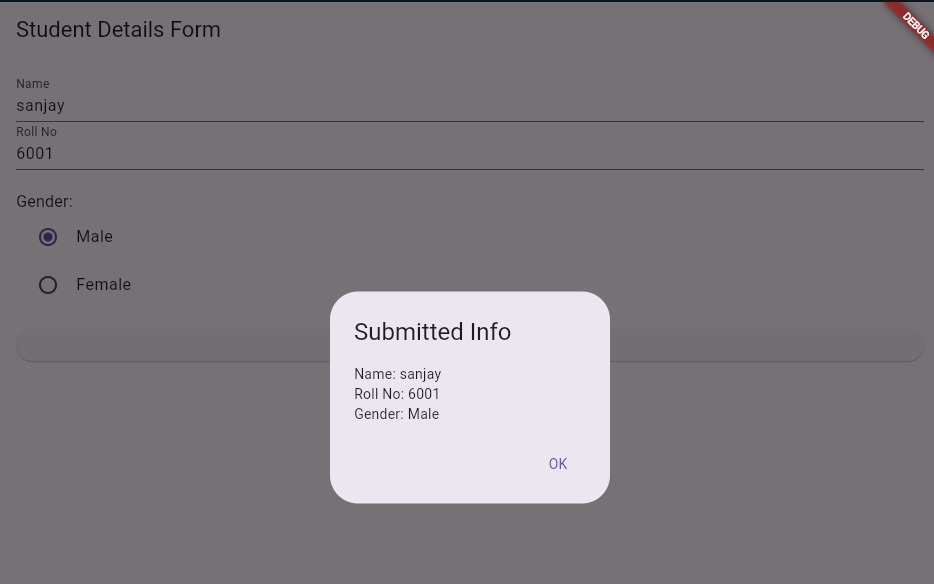 Student Details Form
DEBUG
Name
sanjay
Roll No
6001
Gender:
Male
Female
Submitted Info
Name: sanjay
Roll No: 6001
Gender: Male
OK